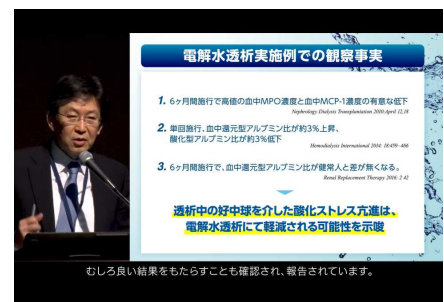 電解水透析実施例での観察事実
1. 6ヶ月間施行で高値の血中MPO濃度と血中MCP-1濃度の有意な低下
Nephrology Dialysis Transplantation 2010 April 12,18
2. 単回施行、血中還元型アルブミン比が約3%上昇、
酸化型アルブミン比が約3%低下
Hemodialysis International 2014: 18:459–466
3. 6ヶ月間施行で、血中還元型アルブミン比が健常人と差が無くなる。
Renal Replacement Therapy 2016: 2 42
透析中の好中球を介した酸化ストレス亢進は、
電解水透析にて軽減される可能性を示唆
むしろ良い結果をもたらすことも確認され、報告されています。